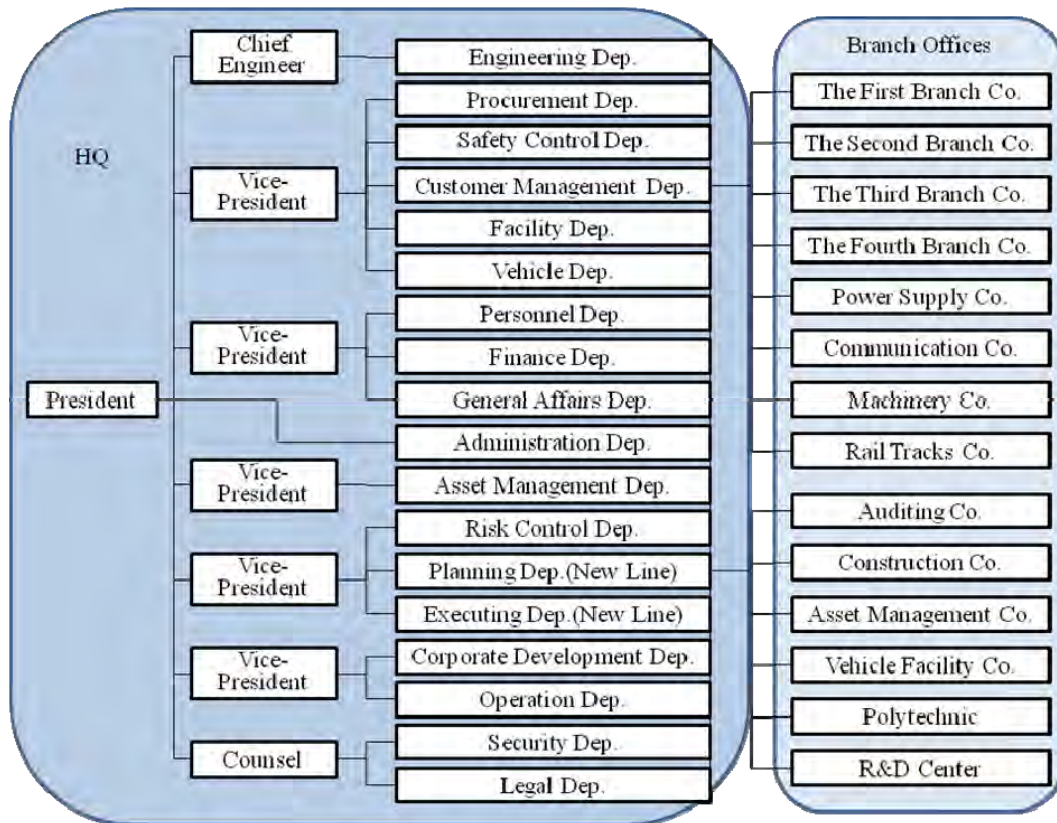 HQ
President
Chief
Engineer
Vice-
President
Vice-
President
Vice-
President
Vice-
President
Vice-
President
Counsel
Engineering Dep.
Procurement Dep.
Safety Control Dep.
Customer Management Dep.
Facility Dep.
Vehicle Dep.
Personnel Dep.
Finance Dep.
General Affairs Dep.
Administration Dep.
Asset Management Dep.
Risk Control Dep.
Planning Dep.(New Line)
Executing Dep.(New Line)
Corporate Development Dep.
Operation Dep.
Security Dep.
Legal Dep.
Branch Offices
The First Branch Co.
The Second Branch Co.
The Third Branch Co.
The Fourth Branch Co.
Power Supply Co.
Communication Co.
Machinery Co.
Rail Tracks Co.
Auditing Co.
Construction Co.
Asset Management Co.
Vehicle Facility Co.
Polytechnic
R&D Center